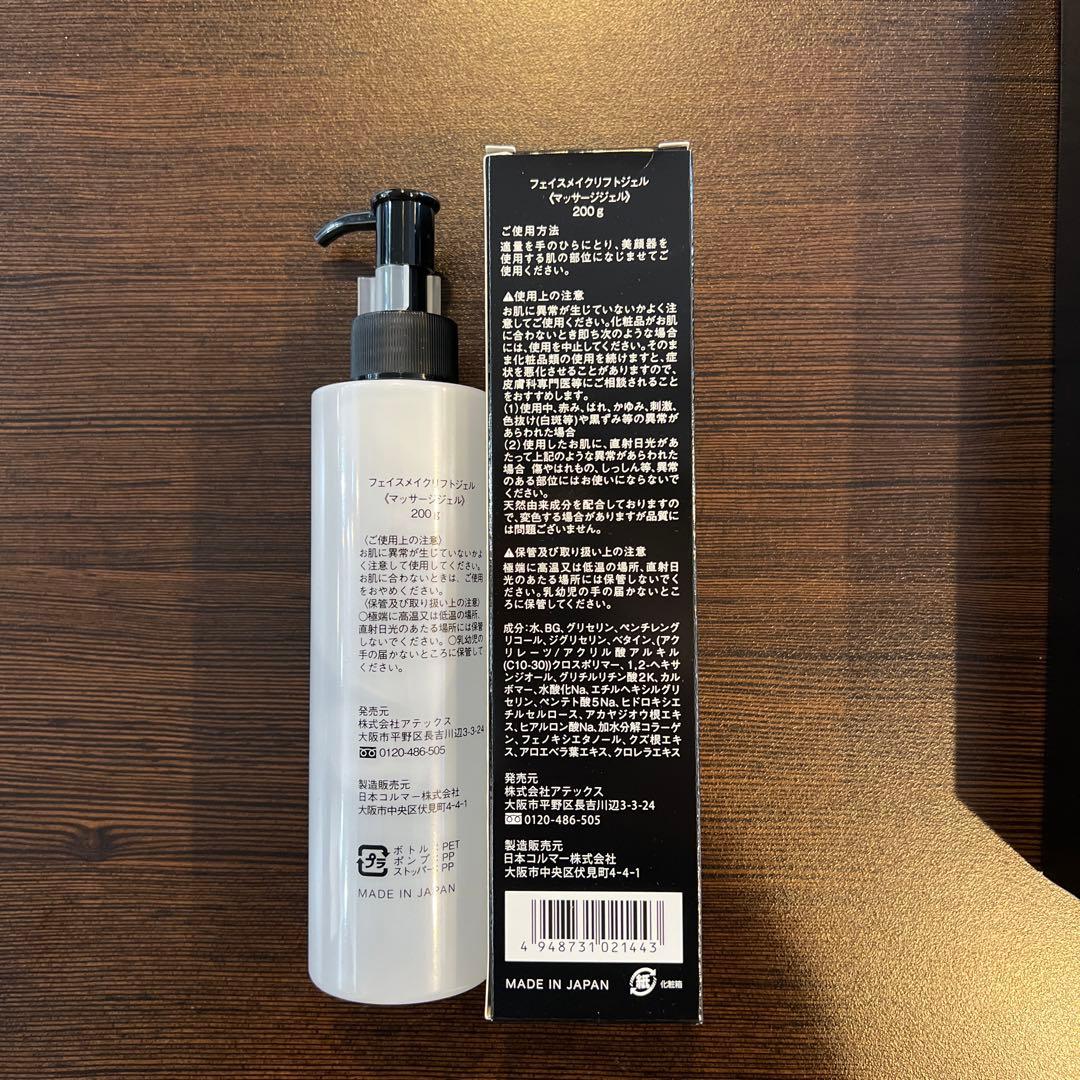 フェイスメイクリフトジェル
《マッサージジェル》
200g
〈ご使用上の注意〉
お肌に異常が生じていないかよ
く注意して使用してください。
お肌に合わないときは、ご使用
をおやめください。
〈保管及び取り扱い上の注意〉
○極端に高温又は低温の場所、
直射日光のあたる場所には保管
しないでください。○乳幼児の
手の届かないところに保管して
ください。
発売元
株式会社アテックス
大阪市平野区長吉川辺3-3-24
0120-486-505
製造販売元
日本コルマー株式会社
大阪市中央区伏見町4-4-1
プラ
ボトル:PET
ポンプ:PP
ストッパー:PP
MADE IN JAPAN
フェイスメイクリフトジェル
《マッサージジェル》
200g
ご使用方法
適量を手のひらにとり、美顔器を
使用する肌の部位になじませてご
使用ください。
▲使用上の注意
お肌に異常が生じていないかよく注
意してご使用ください。化粧品がお肌
に合わないとき即ち次のような場合
には、使用を中止してください。そのま
ま化粧品類の使用を続けますと、症
状を悪化させることがありますので、
皮膚科専門医等にご相談されること
をおすすめします。
(1)使用中、赤み、はれ、かゆみ、刺激、
色抜け(白斑等)や黒ずみ等の異常が
あらわれた場合
(2)使用したお肌に、直射日光があ
たって上記のような異常があらわれた
場合 傷やはれもの、しっしん等、異常
のある部位にはお使いにならないで
ください。
天然由来成分を配合しておりますの
で、変色する場合がありますが品質に
は問題ございません。
▲保管及び取り扱い上の注意
極端に高温又は低温の場所、直射日
光のあたる場所には保管しないでくだ
さい。乳幼児の手の届かないとこ
ろに保管してください。
成分:水、BG、グリセリン、ペンチレング
リコール、ジグリセリン、ベタイン、(アク
リレーツ/アクリル酸アルキル
(C10-30))クロスポリマー、1,2-ヘキサ
ンジオール、グリチルリチン酸2K、カル
ボマー、水酸化Na、エチルヘキシルグリ
セリン、ペンテト酸5Na、ヒドロキシエ
チルセルロース、アカヤジオウ根エキ
ス、ヒアルロン酸Na、加水分解コラーゲ
ン、フェノキシエタノール、クズ根エキ
ス、アロエベラ葉エキス、クロレラエキス
発売元
株式会社アテックス
大阪市平野区長吉川辺3-3-24
0120-486-505
製造販売元
日本コルマー株式会社
大阪市中央区伏見町4-4-1
4 948731 021443
MADE IN JAPAN
紙 化粧箱